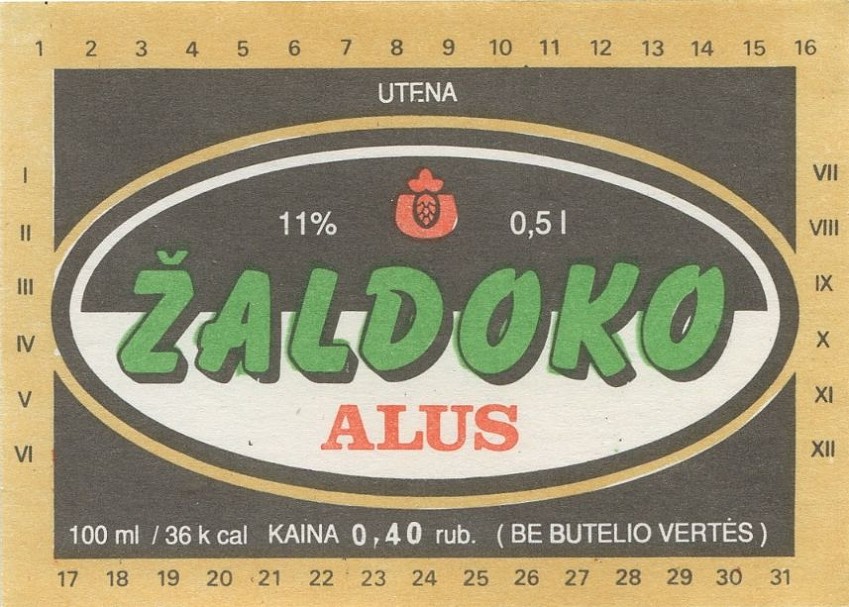 1 2 3 4 5 6 7 8 9 10 11 12 13 14 15 16
UTENA
I
II
III
IV
V
VI
11% 0,5 l
ŽALDOKO
ALUS
VII
VIII
IX
X
XI
XII
100 ml / 36 k cal KAINA 0,40 rub. ( BE BUTELIO VERTĖS )
17 18 19 20 21 22 23 24 25 26 27 28 29 30 31